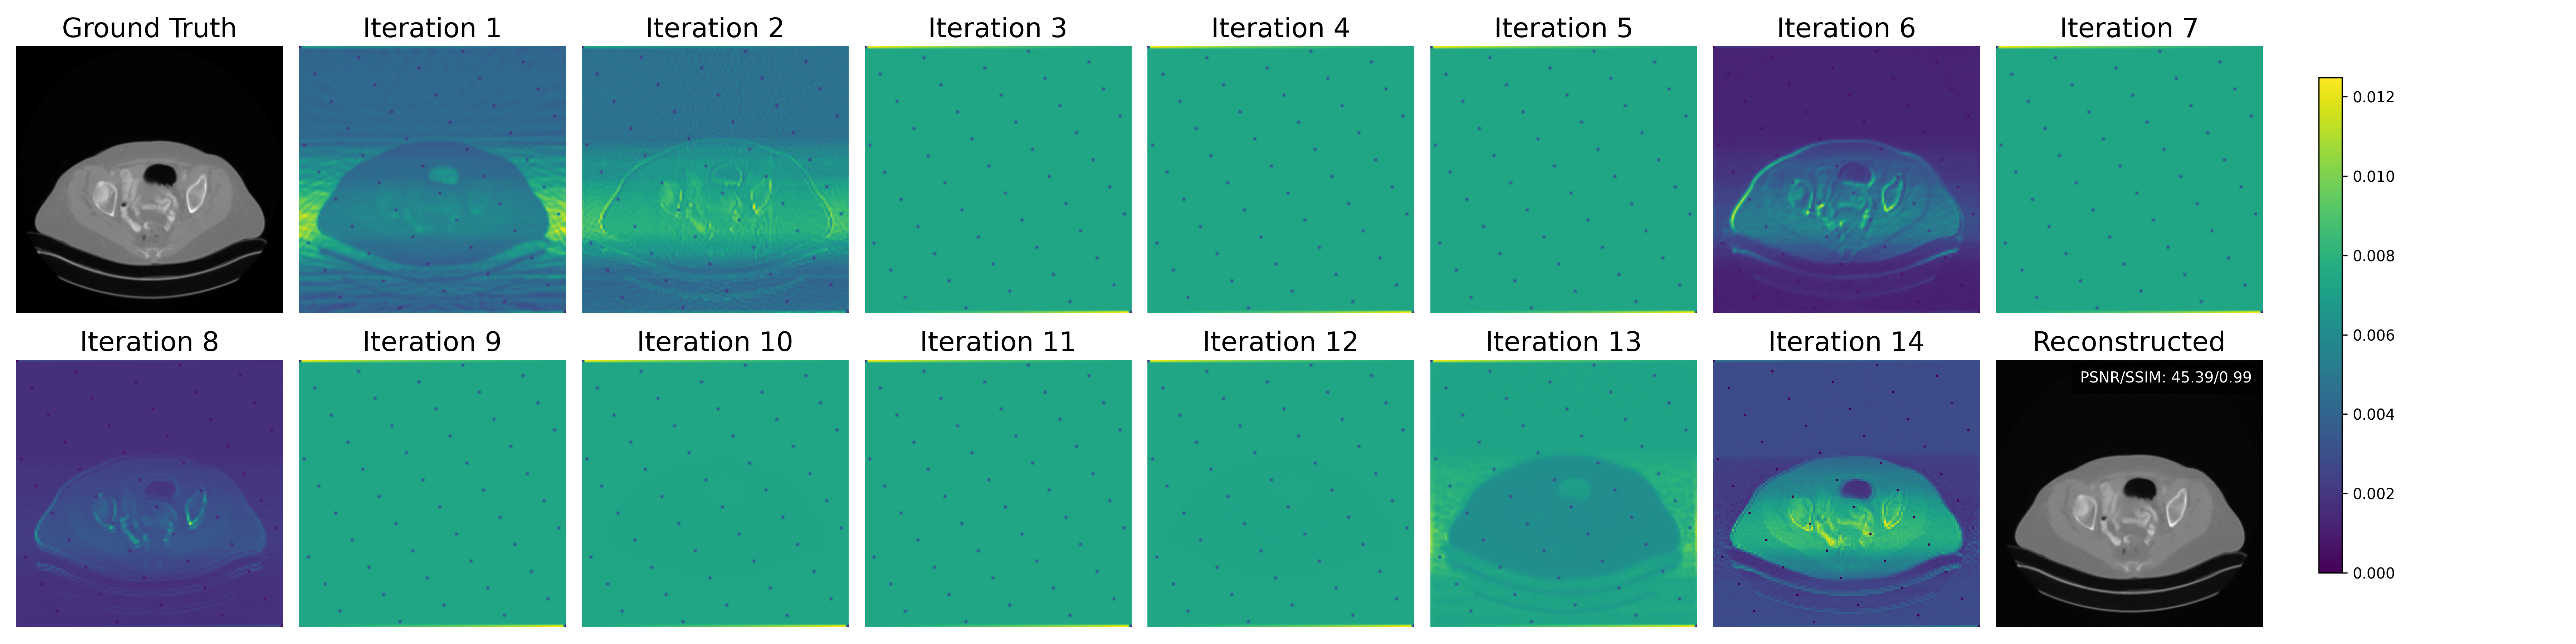 Ground Truth
Iteration 1
Iteration 2
Iteration 3
Iteration 4
Iteration 5
Iteration 6
Iteration 7
0.012
0.010
0.008
0.006
0.004
0.002
0.000
Iteration 8
Iteration 9
Iteration 10
Iteration 11
Iteration 12
Iteration 13
Iteration 14
Reconstructed
PSNR/SSIM: 45.39/0.99